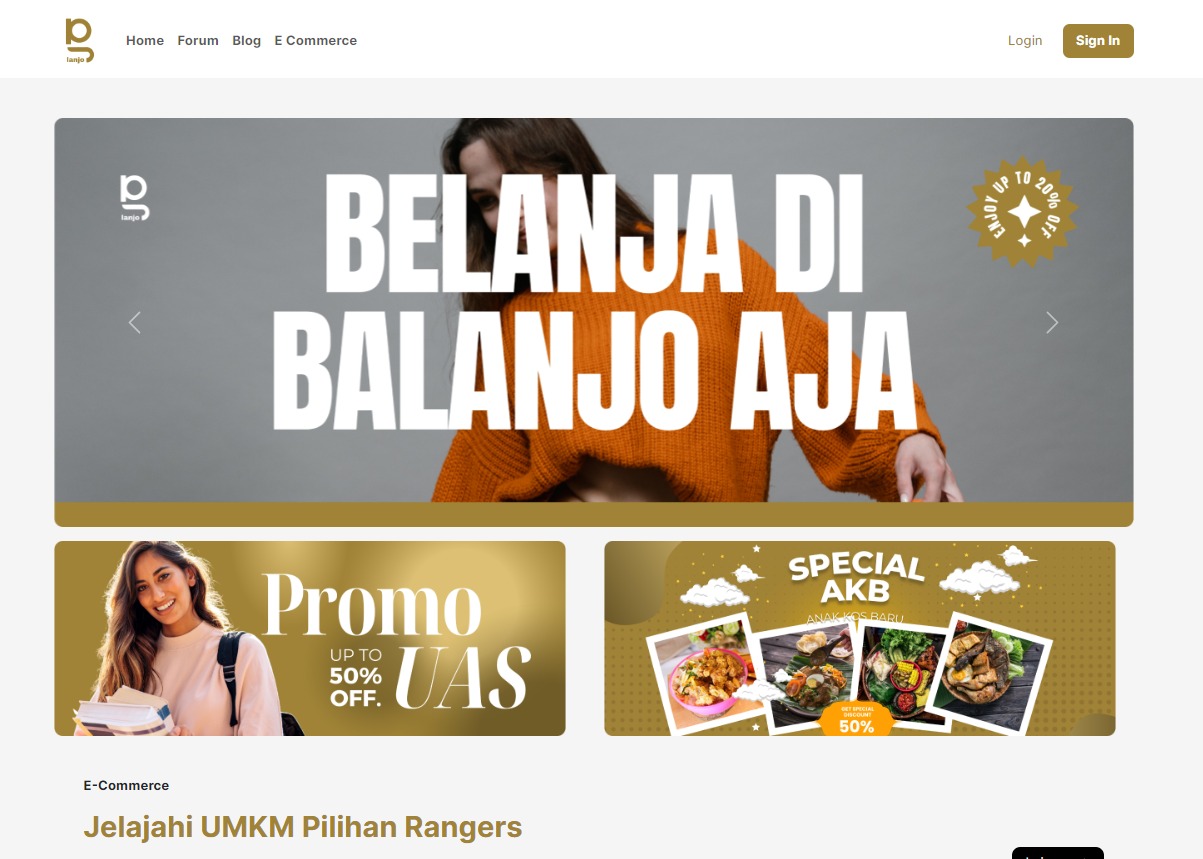 lanjo
Home Forum Blog E Commerce
Login Sign In
lanjo
BELANJA DI
BALANJO AJA
ENJOY UP TO 20% OFF
Promo
UP TO
50%
OFF.
UAS
SPECIAL
AKB
ANAK KOS BARU
GET SPECIAL
DISCOUNT
50%
E-Commerce
Jelajahi UMKM Pilihan Rangers